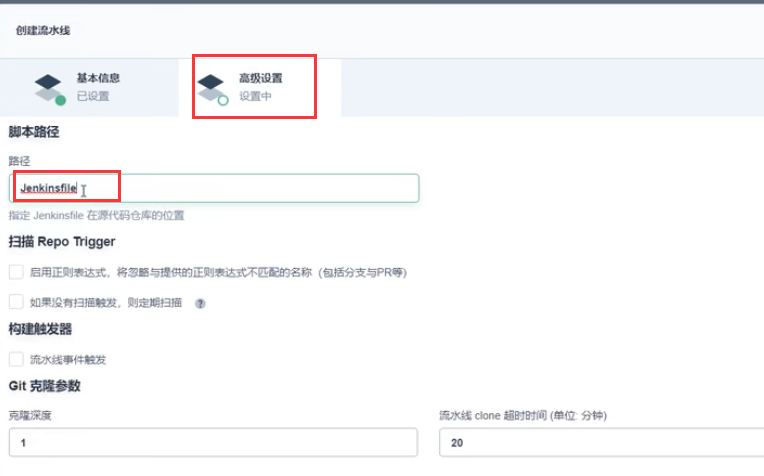 创建流水线
基本信息
已设置
高级设置
设置中
脚本路径
路径
Jenkinsfile
指定 Jenkinsfile 在源代码仓库的位置
扫描 Repo Trigger
启用正则表达式，将忽略与提供的正则表达式不匹配的名称（包括分支与PR等）
如果没有扫描触发，则定期扫描 ?
构建触发器
流水线事件触发
Git 克隆参数
克隆深度
流水线 clone 超时时间 (单位: 分钟)
1
20